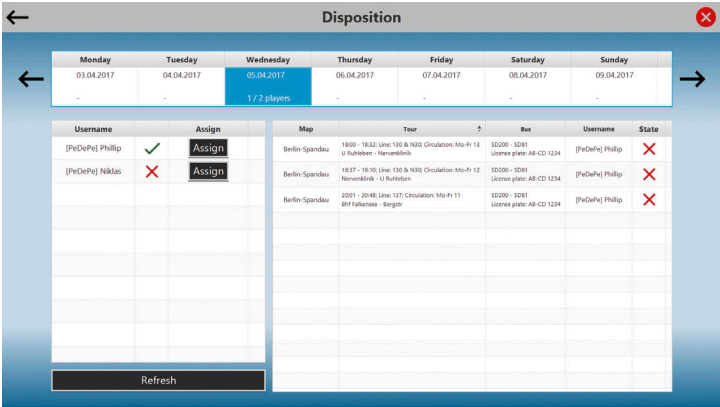 Disposition
Monday Tuesday Wednesday Thursday Friday Saturday Sunday
03.04.2017 04.04.2017 05.04.2017 06.04.2017 07.04.2017 08.04.2017 09.04.2017
- - 1 / 2 players - - - -
Username Assign
[PeDePe] Phillip Assign
[PeDePe] Niklas Assign
Refresh
Map Tour Bus Username State
Berlin-Spandau 18:00 - 18:32; Line: 130 & N30; Circulation: Mo-Fr 13 SD200 - SD81 [PeDePe] Phillip
U Ruhleben - Nervenklinik License plate: AB-CD 1234
Berlin-Spandau 18:37 - 19:10; Line: 130 & N30; Circulation: Mo-Fr 12 SD200 - SD81 [PeDePe] Phillip
Nervenklinik - U Ruhleben License plate: AB-CD 1234
Berlin-Spandau 20:01 - 20:48; Line: 137; Circulation: Mo-Fr 11 SD200 - SD81 [PeDePe] Phillip
Bhf Falkensee - Bergstr License plate: AB-CD 1234